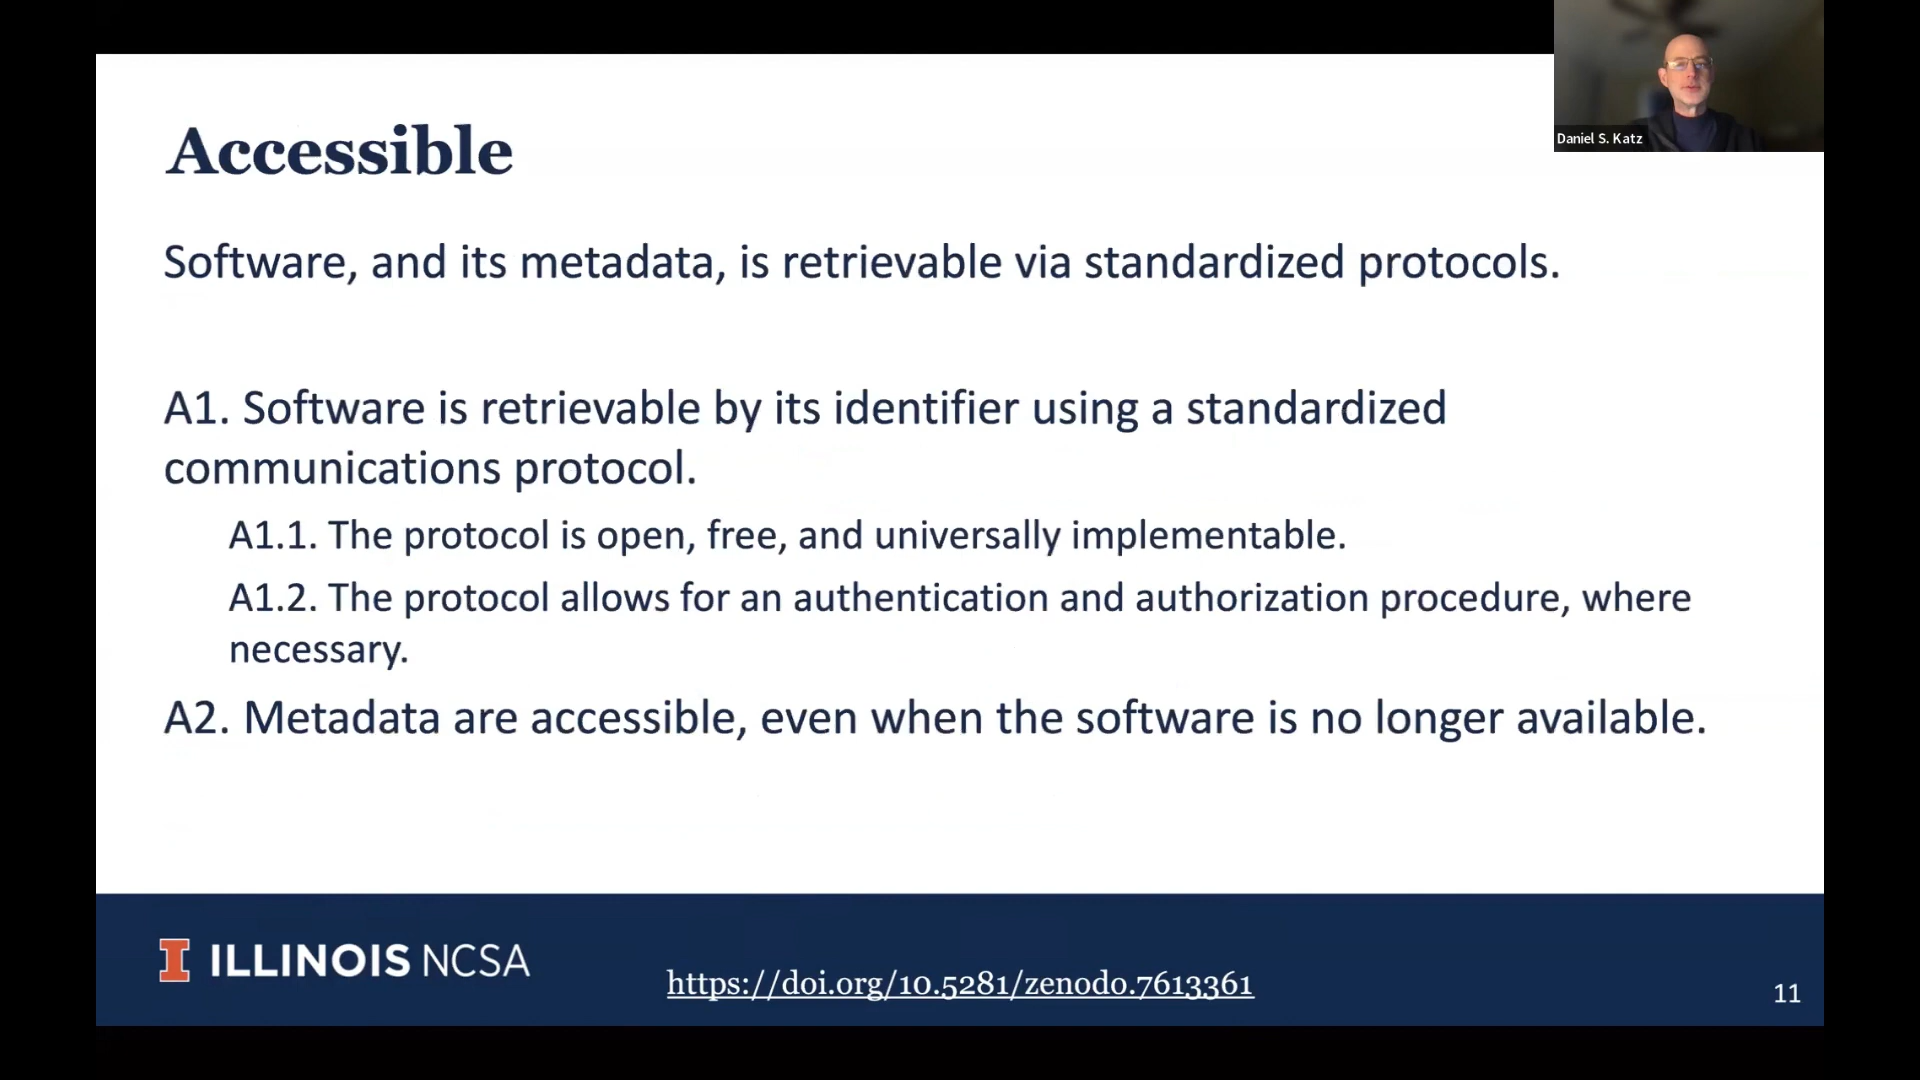 Daniel S. Katz
Accessible
Software, and its metadata, is retrievable via standardized protocols.
A1. Software is retrievable by its identifier using a standardized
communications protocol.
A1.1. The protocol is open, free, and universally implementable.
A1.2. The protocol allows for an authentication and authorization procedure, where
necessary.
A2. Metadata are accessible, even when the software is no longer available.
I ILLINOIS NCSA
https://doi.org/10.5281/zenodo.7613361
11